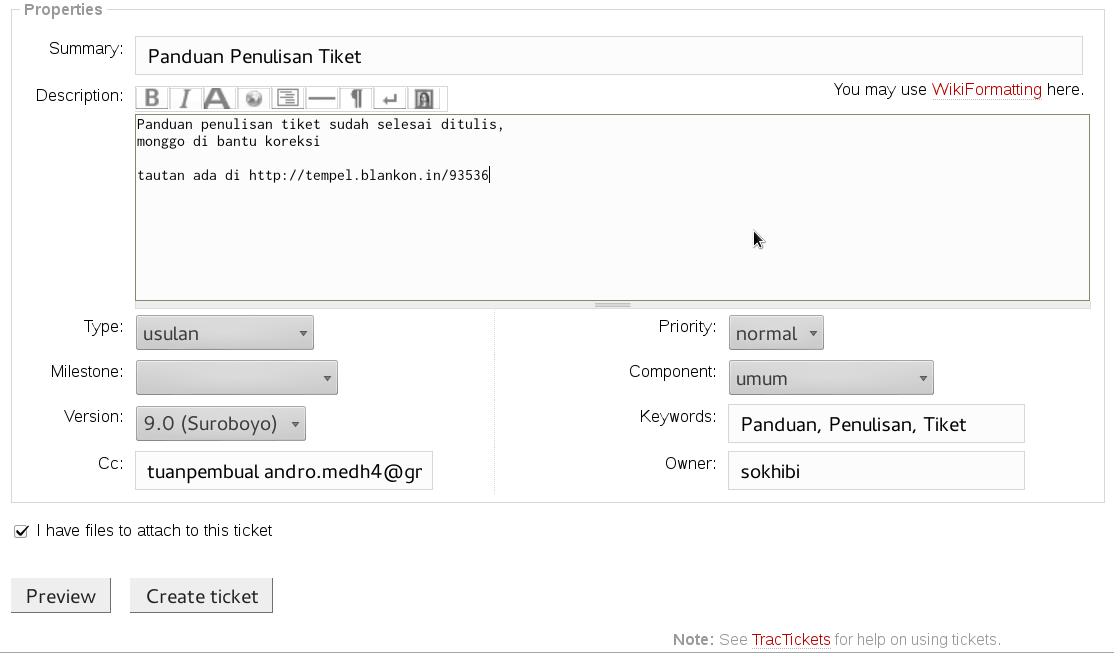 Properties
Summary: Panduan Penulisan Tiket
Description: B I A ¶
You may use WikiFormatting here.
Panduan penulisan tiket sudah selesai ditulis,
monggo di bantu koreksi
tautan ada di http://tempel.blankon.in/93536
Type: usulan
Priority: normal
Milestone:
Component: umum
Version: 9.0 (Suroboyo)
Keywords: Panduan, Penulisan, Tiket
Cc: tuanpembual andro.medh4@gr
Owner: sokhibi
I have files to attach to this ticket
Preview Create ticket
Note: See TracTickets for help on using tickets.